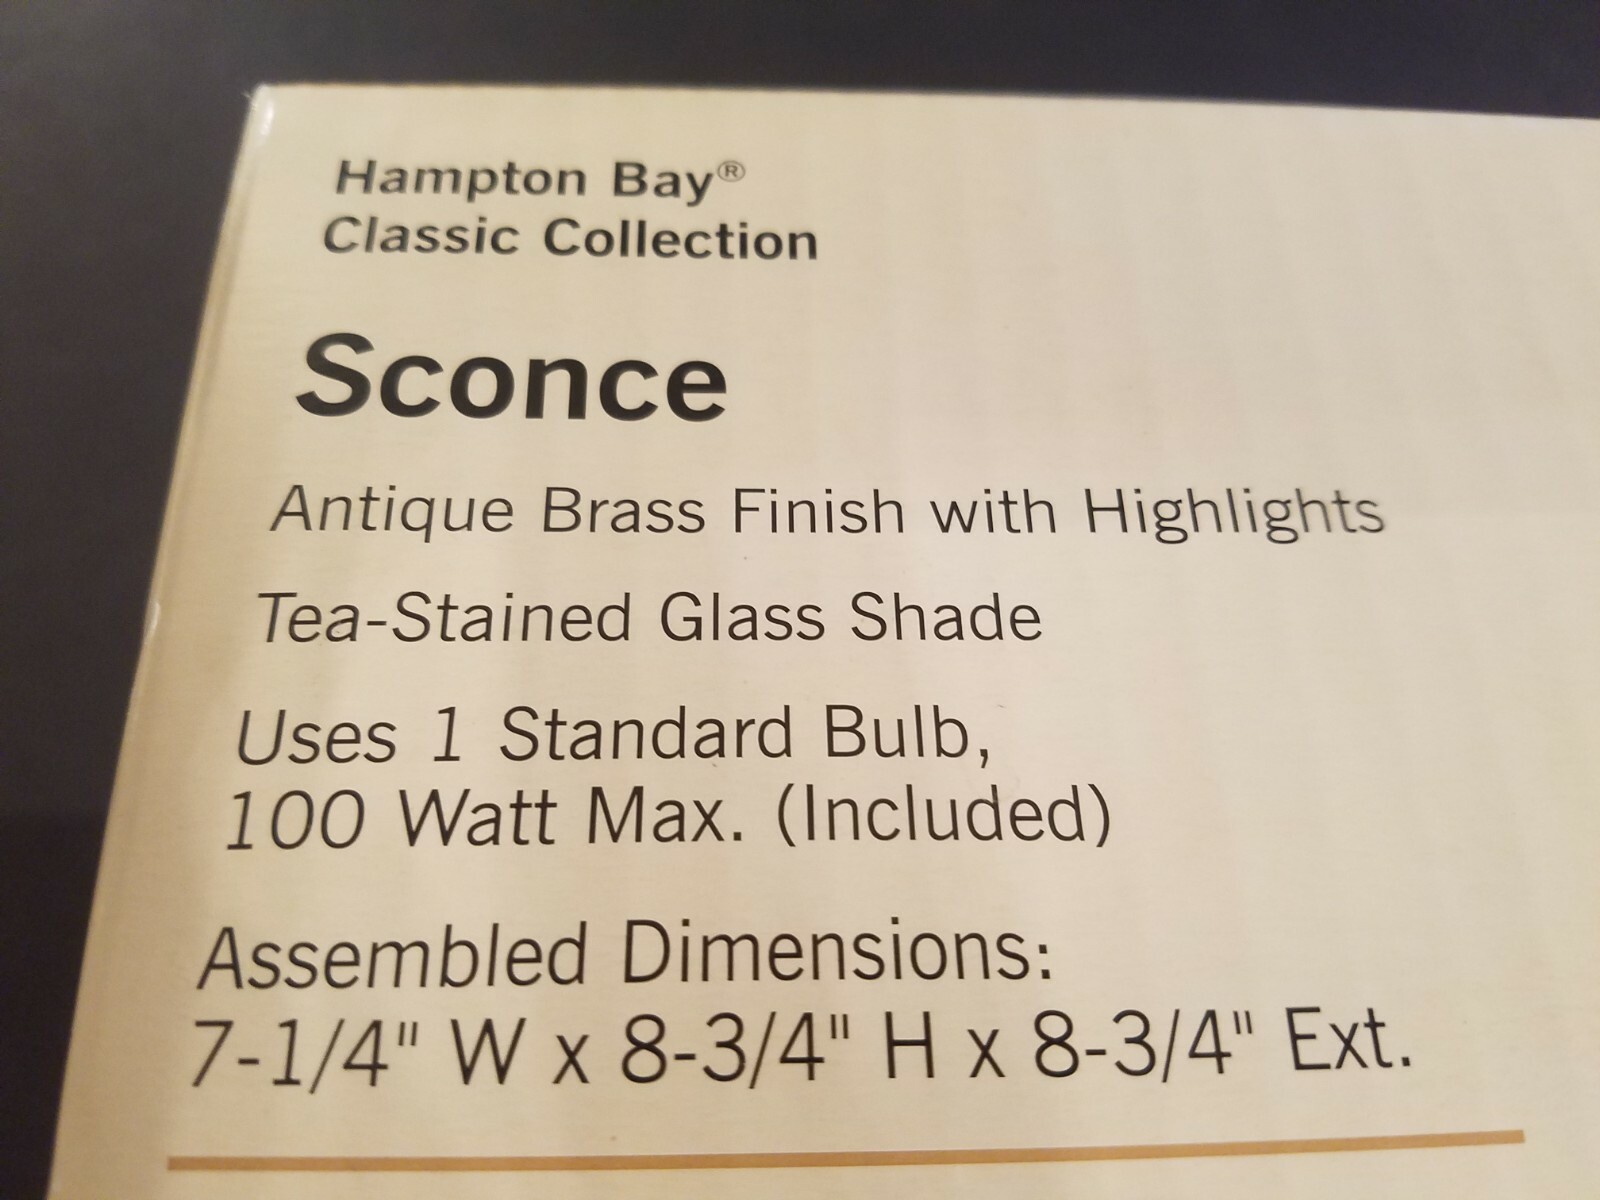 Hampton Bay®
Classic Collection
Sconce
Antique Brass Finish with Highlights
Tea-Stained Glass Shade
Uses 1 Standard Bulb,
100 Watt Max. (Included)
Assembled Dimensions:
7-1/4" W x 8-3/4" H x 8-3/4" Ext.